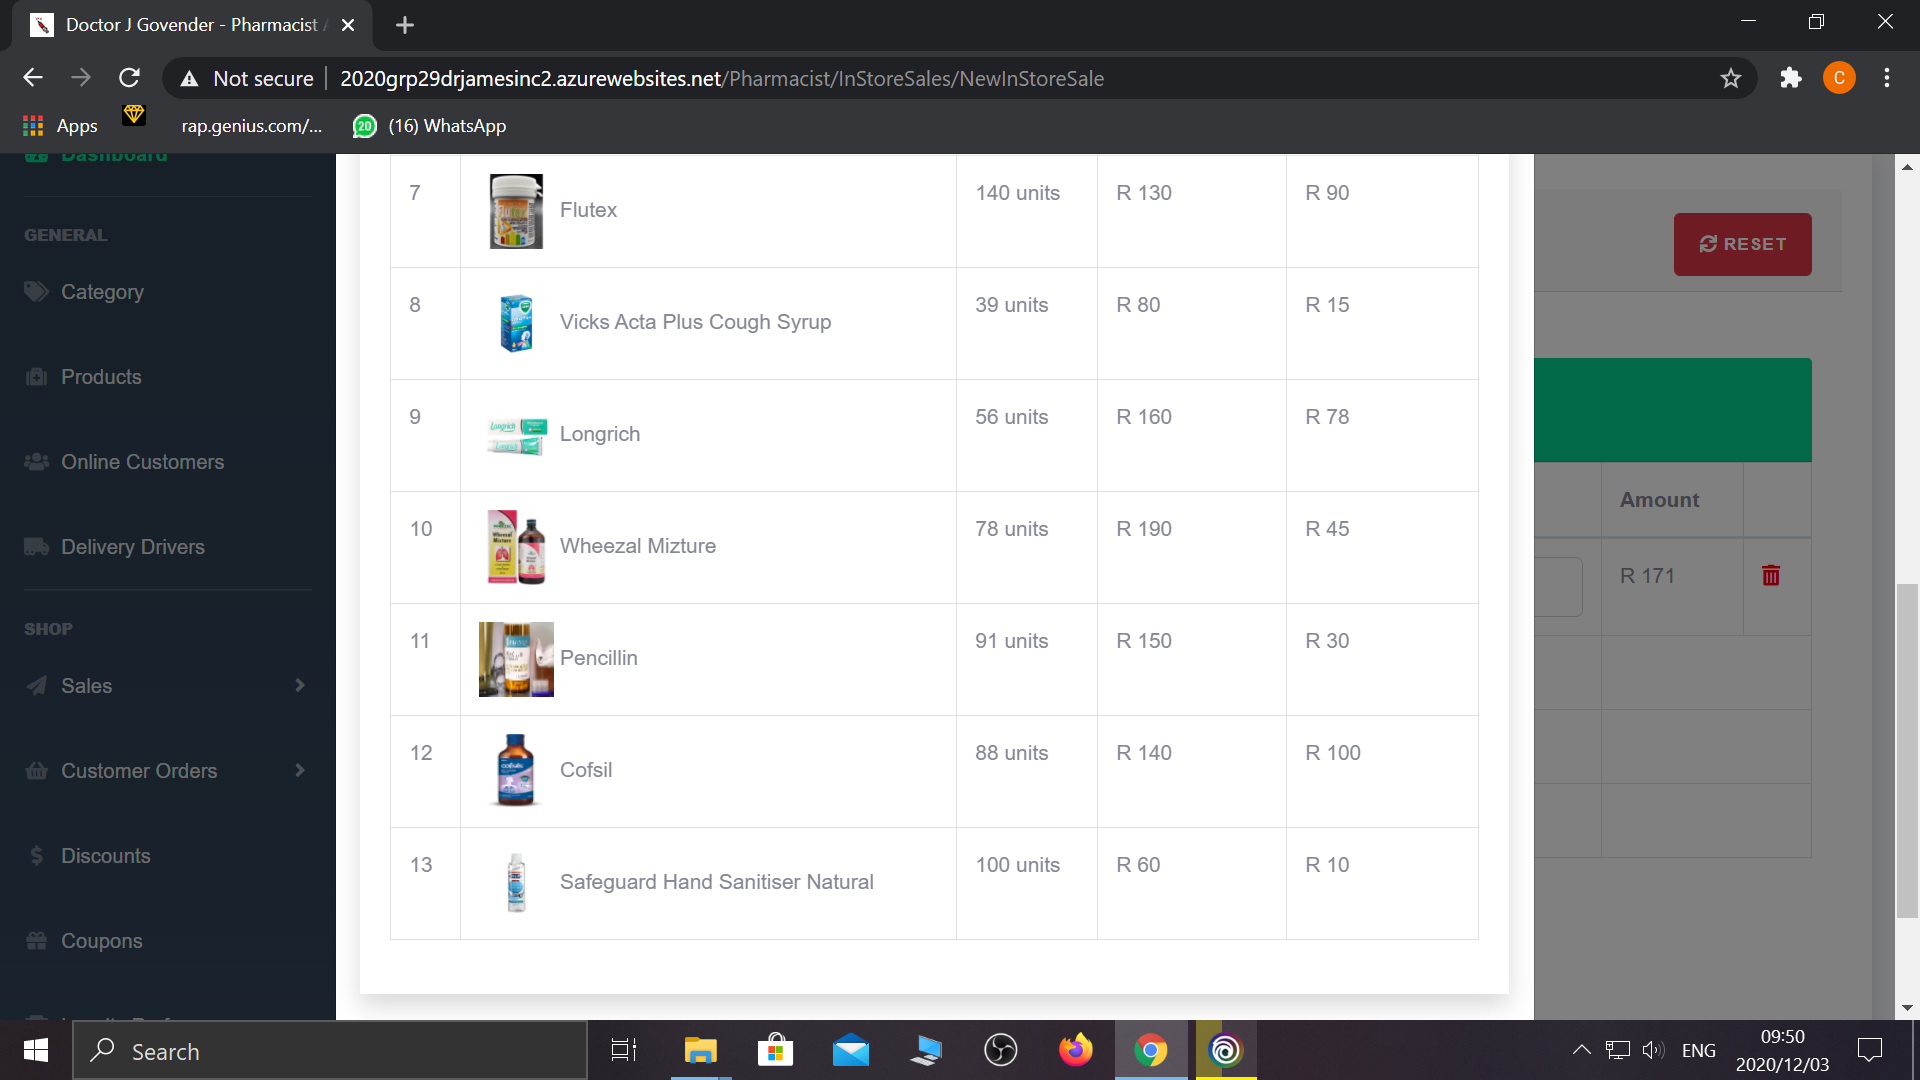 Doctor J Govender - Pharmacist
Not secure
2020grp29drjamesinc2.azurewebsites.net/Pharmacist/InStoreSales/NewInStoreSale
C
Apps
rap.genius.com/...
20
(16) WhatsApp
Dashboard
GENERAL
Category
Products
Online Customers
Delivery Drivers
SHOP
Sales
Customer Orders
$ Discounts
Coupons
7 Flutex 140 units R 130 R 90
8 Vicks Acta Plus Cough Syrup 39 units R 80 R 15
9 Longrich 56 units R 160 R 78
10 Wheezal Mizture 78 units R 190 R 45
11 Pencillin 91 units R 150 R 30
12 Cofsil 88 units R 140 R 100
13 Safeguard Hand Sanitiser Natural 100 units R 60 R 10
RESET
Amount
R 171
Search
ENG
09:50
2020/12/03